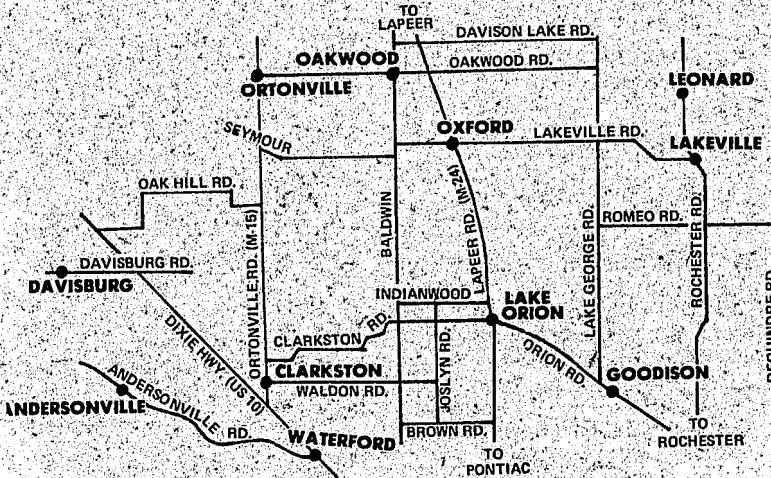 TO
LAPEER
DAVISON LAKE RD.
OAKWOOD
OAKWOOD RD.
ORTONVILLE
LEONARD
SEYMOUR
OXFORD
LAKEVILLE RD.
LAKEVILLE
OAK HILL RD.
LAPEER RD. (M-24)
ROMEO RD.
BALDWIN
ORTONVILLE RD. (M-15)
LAKE GEORGE RD.
ROCHESTER RD.
DAVISBURG RD.
DAVISBURG
INDIANWOOD
LAKE
ORION
DIXIE HWY. (US 10)
CLARKSTON RD.
JOSLYN RD.
ORION RD.
CLARKSTON
WALDON RD.
GOODISON
ANDERSONVILLE RD.
ANDERSONVILLE
WATERFORD
BROWN RD.
TO
PONTIAC
TO
ROCHESTER